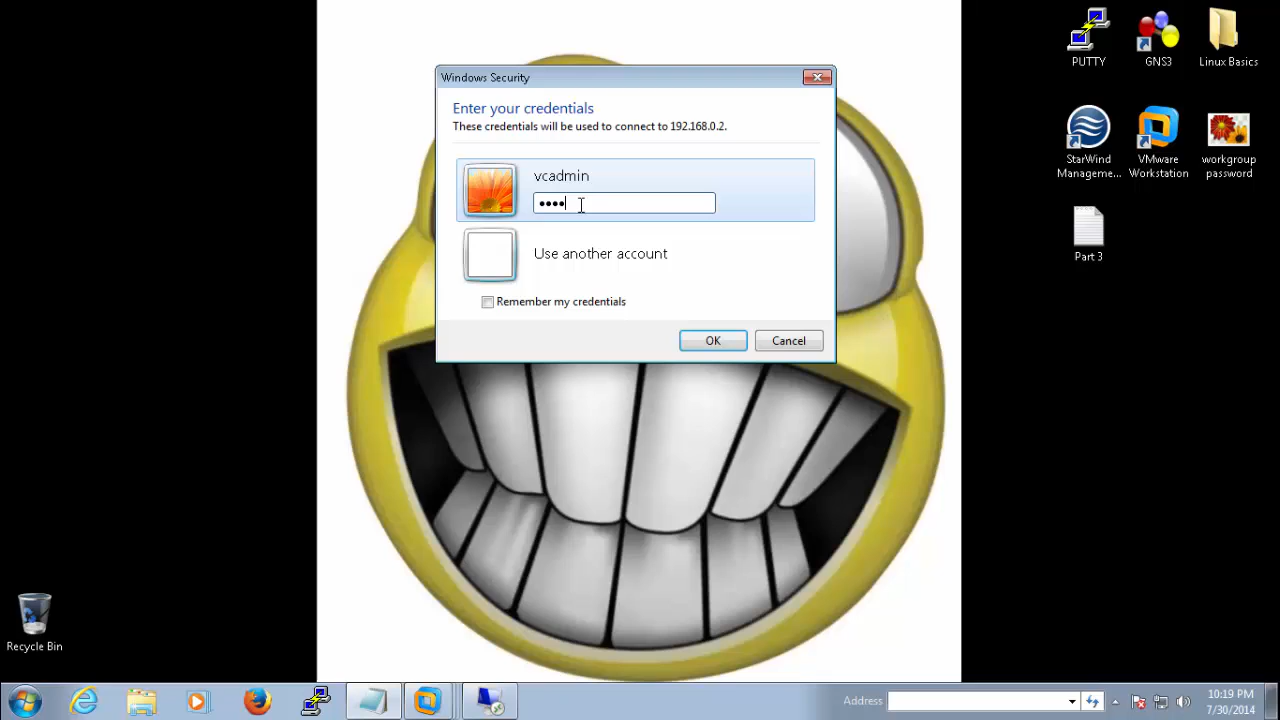 Windows Security
Enter your credentials
These credentials will be used to connect to 192.168.0.2.
vcadmin
••••
Use another account
Remember my credentials
OK
Cancel
PUTTY
GNS3
Linux Basics
StarWind
Manageme...
VMware
Workstation
workgroup
password
Part 3
Recycle Bin
Address
10:19 PM
7/30/2014